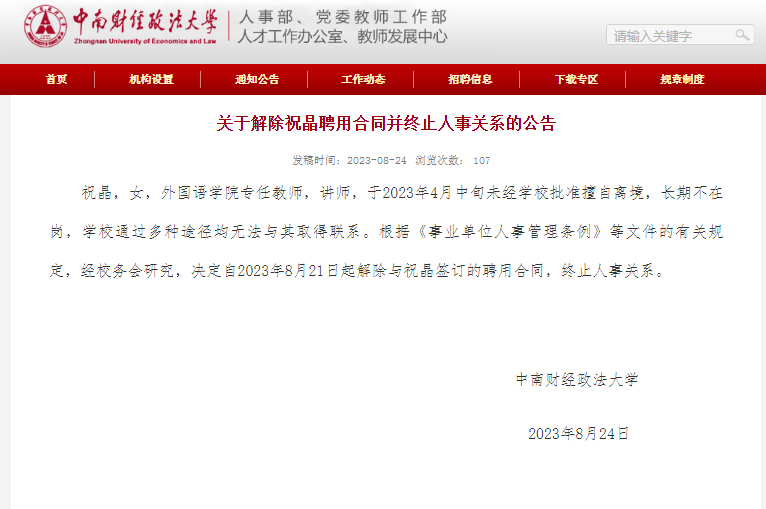 中南财经政法大学
Zhongnan University of Economics and Law
人事部、党委教师工作部
人才工作办公室、教师发展中心
请输入关键字
首页 机构设置 通知公告 工作动态 招聘信息 下载专区 规章制度
关于解除祝晶聘用合同并终止人事关系的公告
发稿时间：2023-08-24 浏览次数： 107
祝晶，女，外国语学院专任教师，讲师，于2023年4月中旬未经学校批准擅自离境，长期不在
岗，学校通过多种途径均无法与其取得联系。根据《事业单位人事管理条例》等文件的有关规
定，经校务会研究，决定自2023年8月21日起解除与祝晶签订的聘用合同，终止人事关系。
中南财经政法大学
2023年8月24日